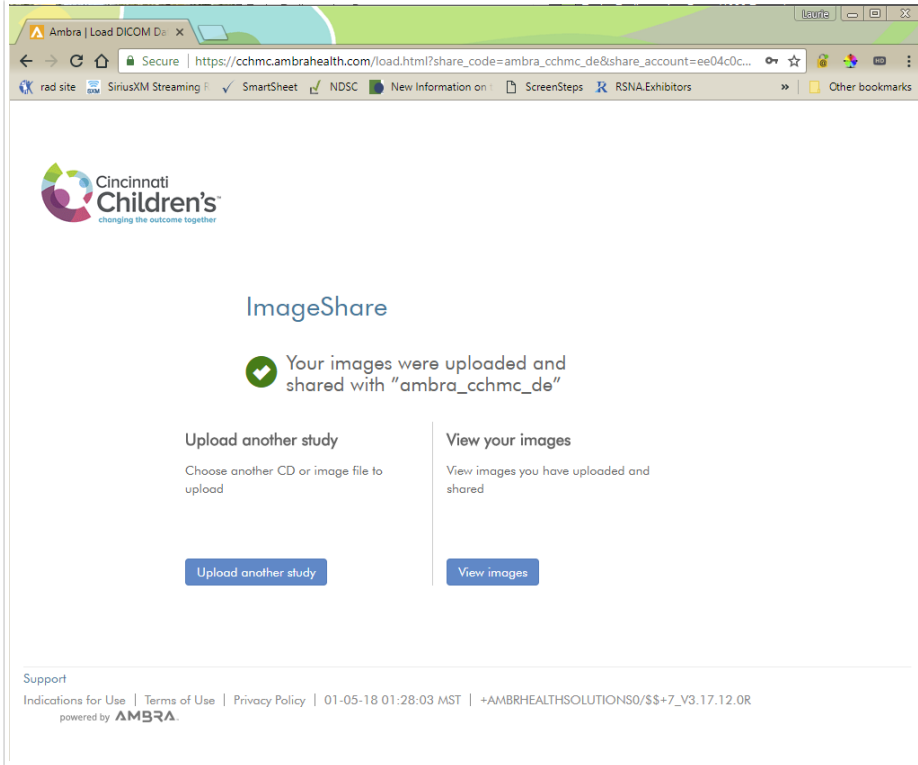 Laurie
Ambra | Load DICOM Da
Secure | https://cchmc.ambrahealth.com/load.html?share_code=ambra_cchmc_de&share_account=ee04c0c...
rad site SiriusXM Streaming SmartSheet NDSC New Information on ScreenSteps RSNA.Exhibitors » Other bookmarks
Cincinnati
Children's™
changing the outcome together
ImageShare
Your images were uploaded and
shared with "ambra_cchmc_de"
Upload another study
Choose another CD or image file to
upload
Upload another study
View your images
View images you have uploaded and
shared
View images
Support
Indications for Use | Terms of Use | Privacy Policy | 01-05-18 01:28:03 MST | +AMBRHEALTHSOLUTIONS0/$$+7_V3.17.12.0R
powered by AMBRA